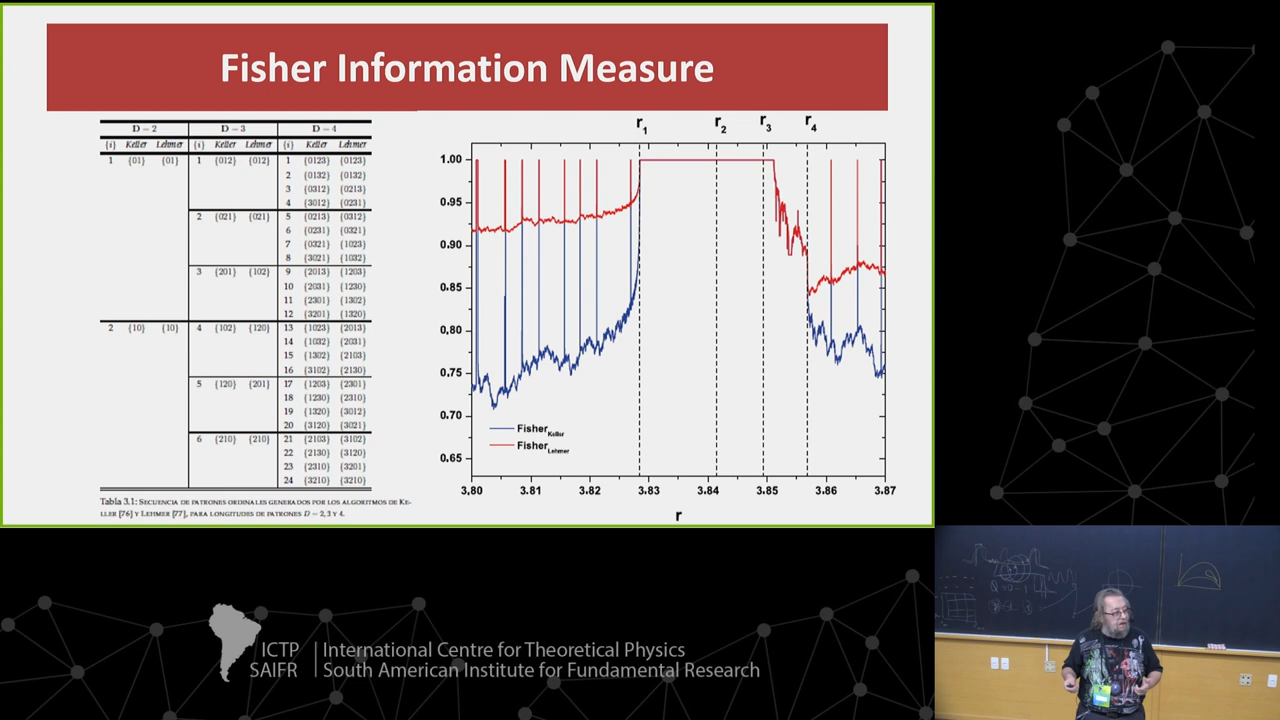 Fisher Information Measure
D = 2 D = 3 D = 4
{i} Keller Lehmer {i} Keller Lehmer {i} Keller Lehmer
1 {01} {01} 1 {012} {012} 1 {0123} {0123}
2 {0132} {0132}
3 {0312} {0213}
4 {3012} {0231}
2 {021} {021} 5 {0213} {0312}
6 {0231} {0321}
7 {0321} {1023}
8 {3021} {1032}
3 {201} {102} 9 {2013} {1203}
10 {2031} {1230}
11 {2301} {1302}
12 {3201} {1320}
2 {10} {10} 4 {102} {120} 13 {1023} {2013}
14 {1032} {2031}
15 {1302} {2103}
16 {3102} {2130}
5 {120} {201} 17 {1203} {2301}
18 {1230} {2310}
19 {1320} {3012}
20 {3120} {3021}
6 {210} {210} 21 {2103} {3102}
22 {2130} {3120}
23 {2310} {3201}
24 {3210} {3210}
Tabla 3.1: Secuencia de patrones ordinales generados por los algoritmos de Ke-
ller [76] y Lehmer [77], para longitudes de patrones D = 2, 3 y 4.
r1 r2 r3 r4
1.00
0.95
0.90
0.85
0,80
0.75
0.70
0.65
Fisher Keller
Fisher Lehmer
3.80 3.81 3.82 3.83 3.84 3.85 3.86 3.87
r
ICTP
SAIFR
International Centre for Theoretical Physics
South American Institute for Fundamental Research